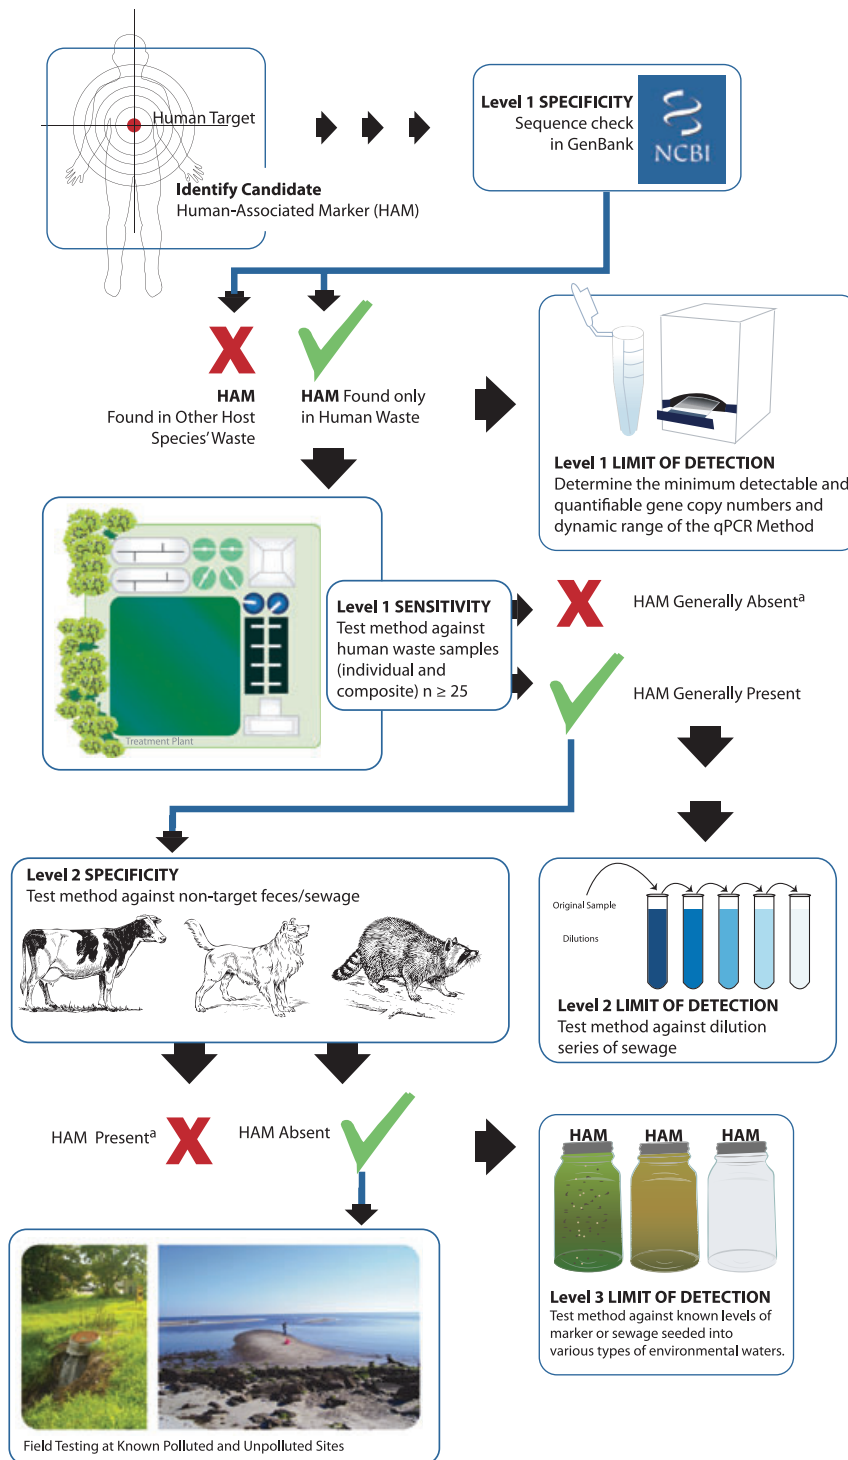 Human Target
Identify Candidate
Human-Associated Marker (HAM)
Level 1 SPECIFICITY
Sequence check
in GenBank
NCBI
X
HAM
Found in Other Host
Species’ Waste
HAM Found only
in Human Waste
Level 1 LIMIT OF DETECTION
Determine the minimum detectable and
quantifiable gene copy numbers and
dynamic range of the qPCR Method
Treatment Plant
Level 1 SENSITIVITY
Test method against
human waste samples
(individual and
composite) n ≥ 25
X
HAM Generally Absentᵃ
HAM Generally Present
Level 2 SPECIFICITY
Test method against non-target feces/sewage
Original Sample
Dilutions
Level 2 LIMIT OF DETECTION
Test method against dilution
series of sewage
HAM Presentᵃ
X
HAM Absent
HAM HAM HAM
Level 3 LIMIT OF DETECTION
Test method against known levels of
marker or sewage seeded into
various types of environmental waters.
Field Testing at Known Polluted and Unpolluted Sites